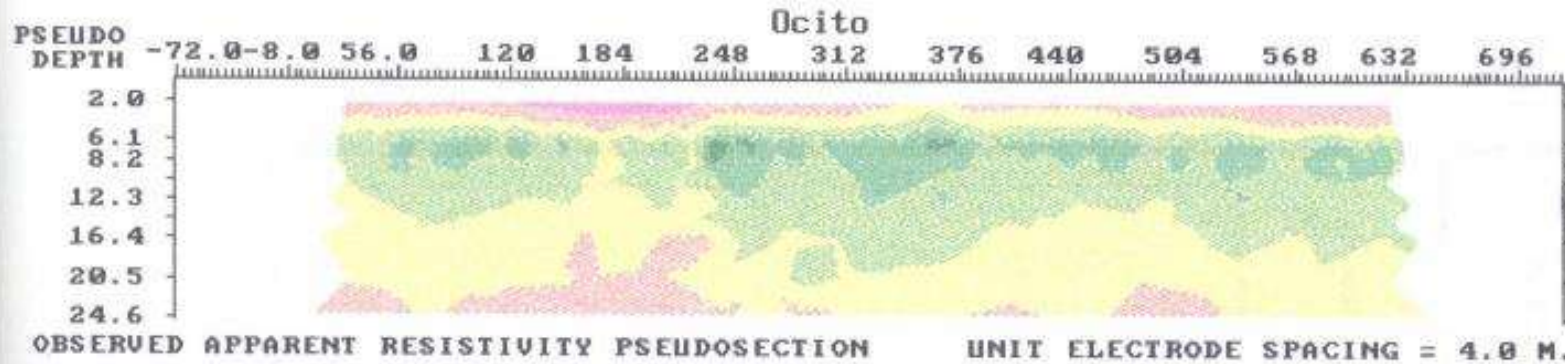 Ocito
PSEUDO
DEPTH
-72.0 -8.0 56.0 120 184 248 312 376 440 504 568 632 696
2.0
6.1
8.2
12.3
16.4
20.5
24.6
OBSERVED APPARENT RESISTIVITY PSEUDOSECTION UNIT ELECTRODE SPACING = 4.0 M